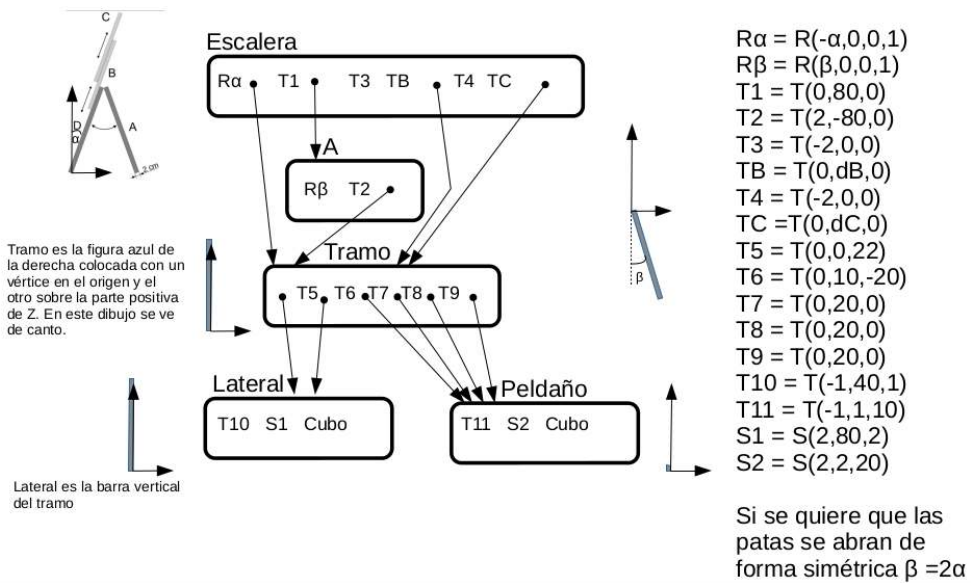 C
B
D
α
A
2 cm
Escalera
Rα T1 T3 TB T4 TC
A
Rβ T2
Tramo
T5 T6 T7 T8 T9
Tramo es la figura azul de
la derecha colocada con un
vértice en el origen y el
otro sobre la parte positiva
de Z. En este dibujo se ve
de canto.
β
Lateral
T10 S1 Cubo
Peldaño
T11 S2 Cubo
Lateral es la barra vertical
del tramo
Rα = R(-α,0,0,1)
Rβ = R(β,0,0,1)
T1 = T(0,80,0)
T2 = T(2,-80,0)
T3 = T(-2,0,0)
TB = T(0,dB,0)
T4 = T(-2,0,0)
TC =T(0,dC,0)
T5 = T(0,0,22)
T6 = T(0,10,-20)
T7 = T(0,20,0)
T8 = T(0,20,0)
T9 = T(0,20,0)
T10 = T(-1,40,1)
T11 = T(-1,1,10)
S1 = S(2,80,2)
S2 = S(2,2,20)
Si se quiere que las
patas se abran de
forma simétrica β =2α